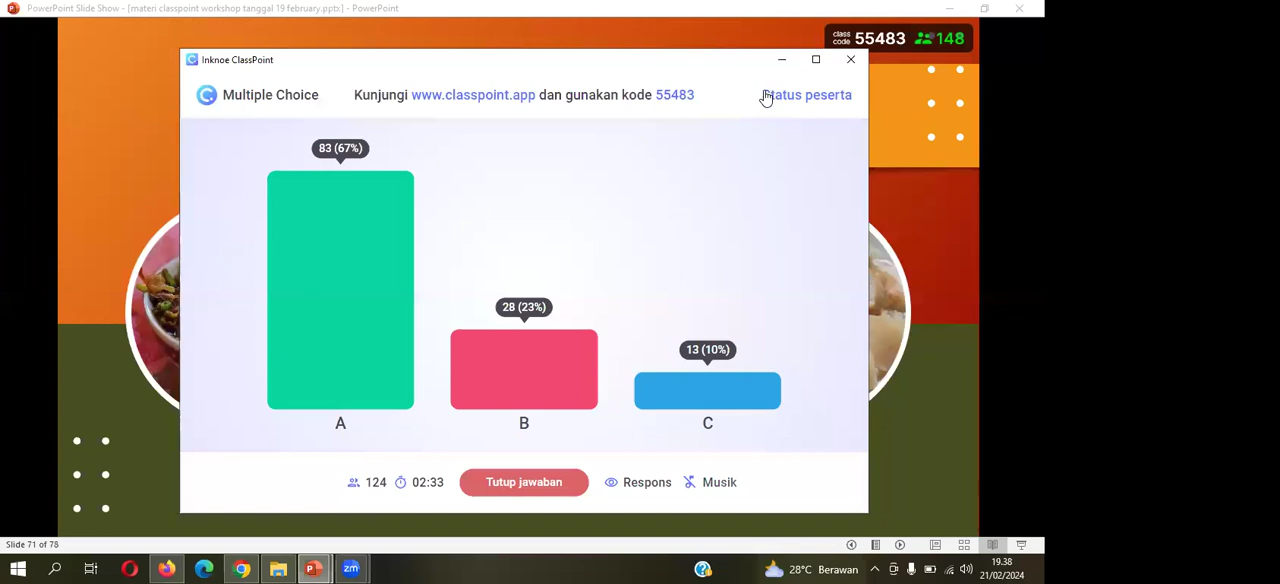 PowerPoint Slide Show - [materi classpoint workshop tanggal 19 february.pptx] - PowerPoint
class code 55483 148
Inknoe ClassPoint
Multiple Choice
Kunjungi www.classpoint.app dan gunakan kode 55483
Status peserta
83 (67%)
28 (23%)
13 (10%)
A
B
C
124
02:33
Tutup jawaban
Respons
Musik
Slide 71 of 78
28°C Berawan
19.38
21/02/2024